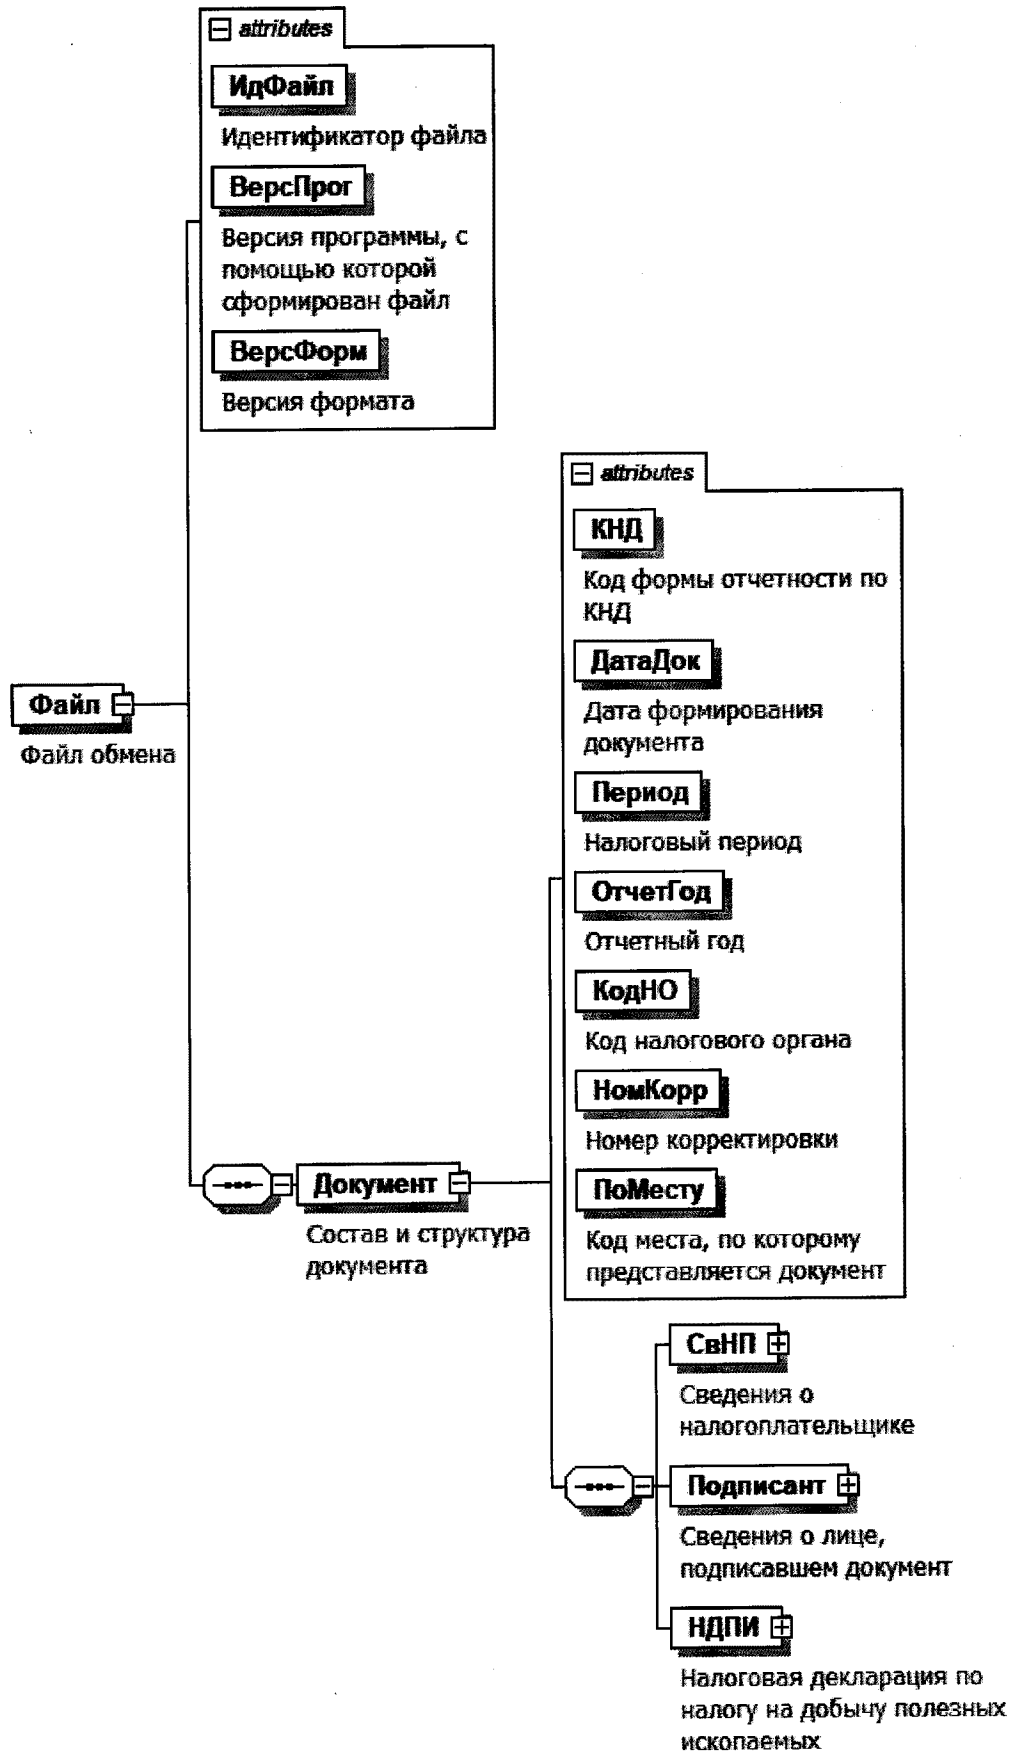 attributes
ИдФайл
Идентификатор файла
ВерсПрог
Версия программы, с
помощью которой
сформирован файл
ВерсФорм
Версия формата
attributes
КНД
Код формы отчетности по
КНД
ДатаДок
Дата формирования
документа
Файл
Файл обмена
Период
Налоговый период
ОтчетГод
Отчетный год
КодНО
Код налогового органа
НомКорр
Номер корректировки
Документ
Состав и структура
документа
ПоМесту
Код места, по которому
представляется документ
СвНП
Сведения о
налогоплательщике
Подписант
Сведения о лице,
подписавшем документ
НДПИ
Налоговая декларация по
налогу на добычу полезных
ископаемых